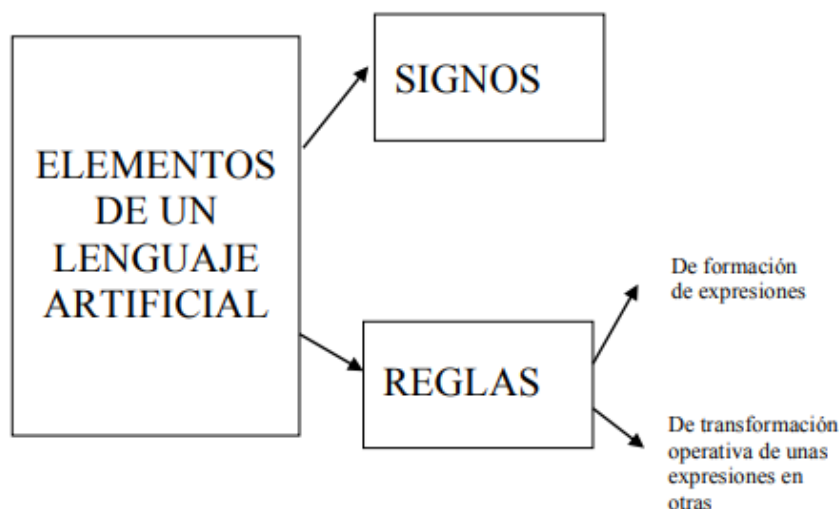 ELEMENTOS
DE UN
LENGUAJE
ARTIFICIAL
SIGNOS
REGLAS
De formación
de expresiones
De transformación
operativa de unas
expresiones en
otras